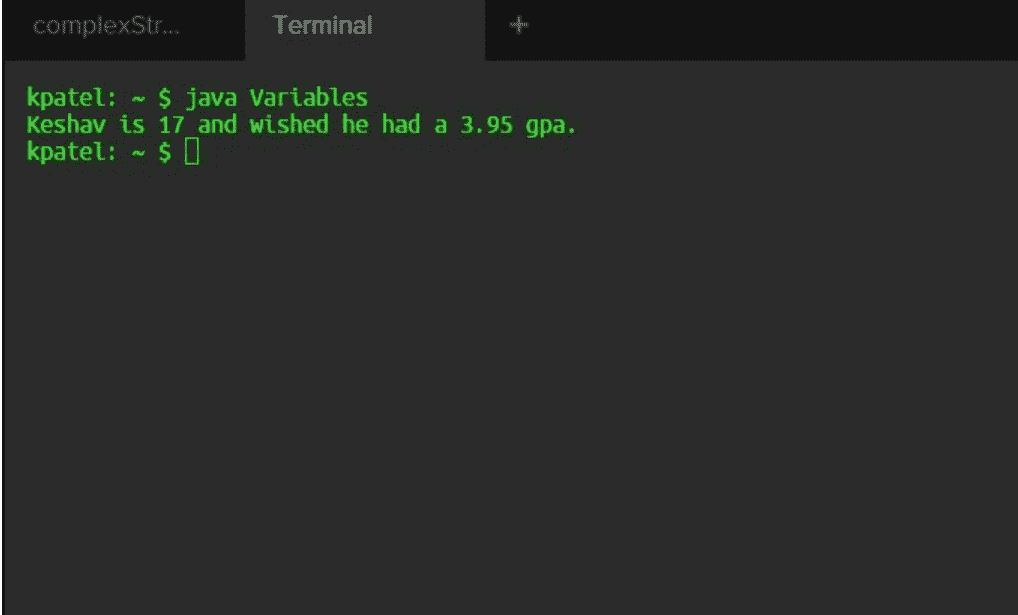 complexStr...
Terminal
+
kpatel: ~ $ java Variables
Keshav is 17 and wished he had a 3.95 gpa.
kpatel: ~ $